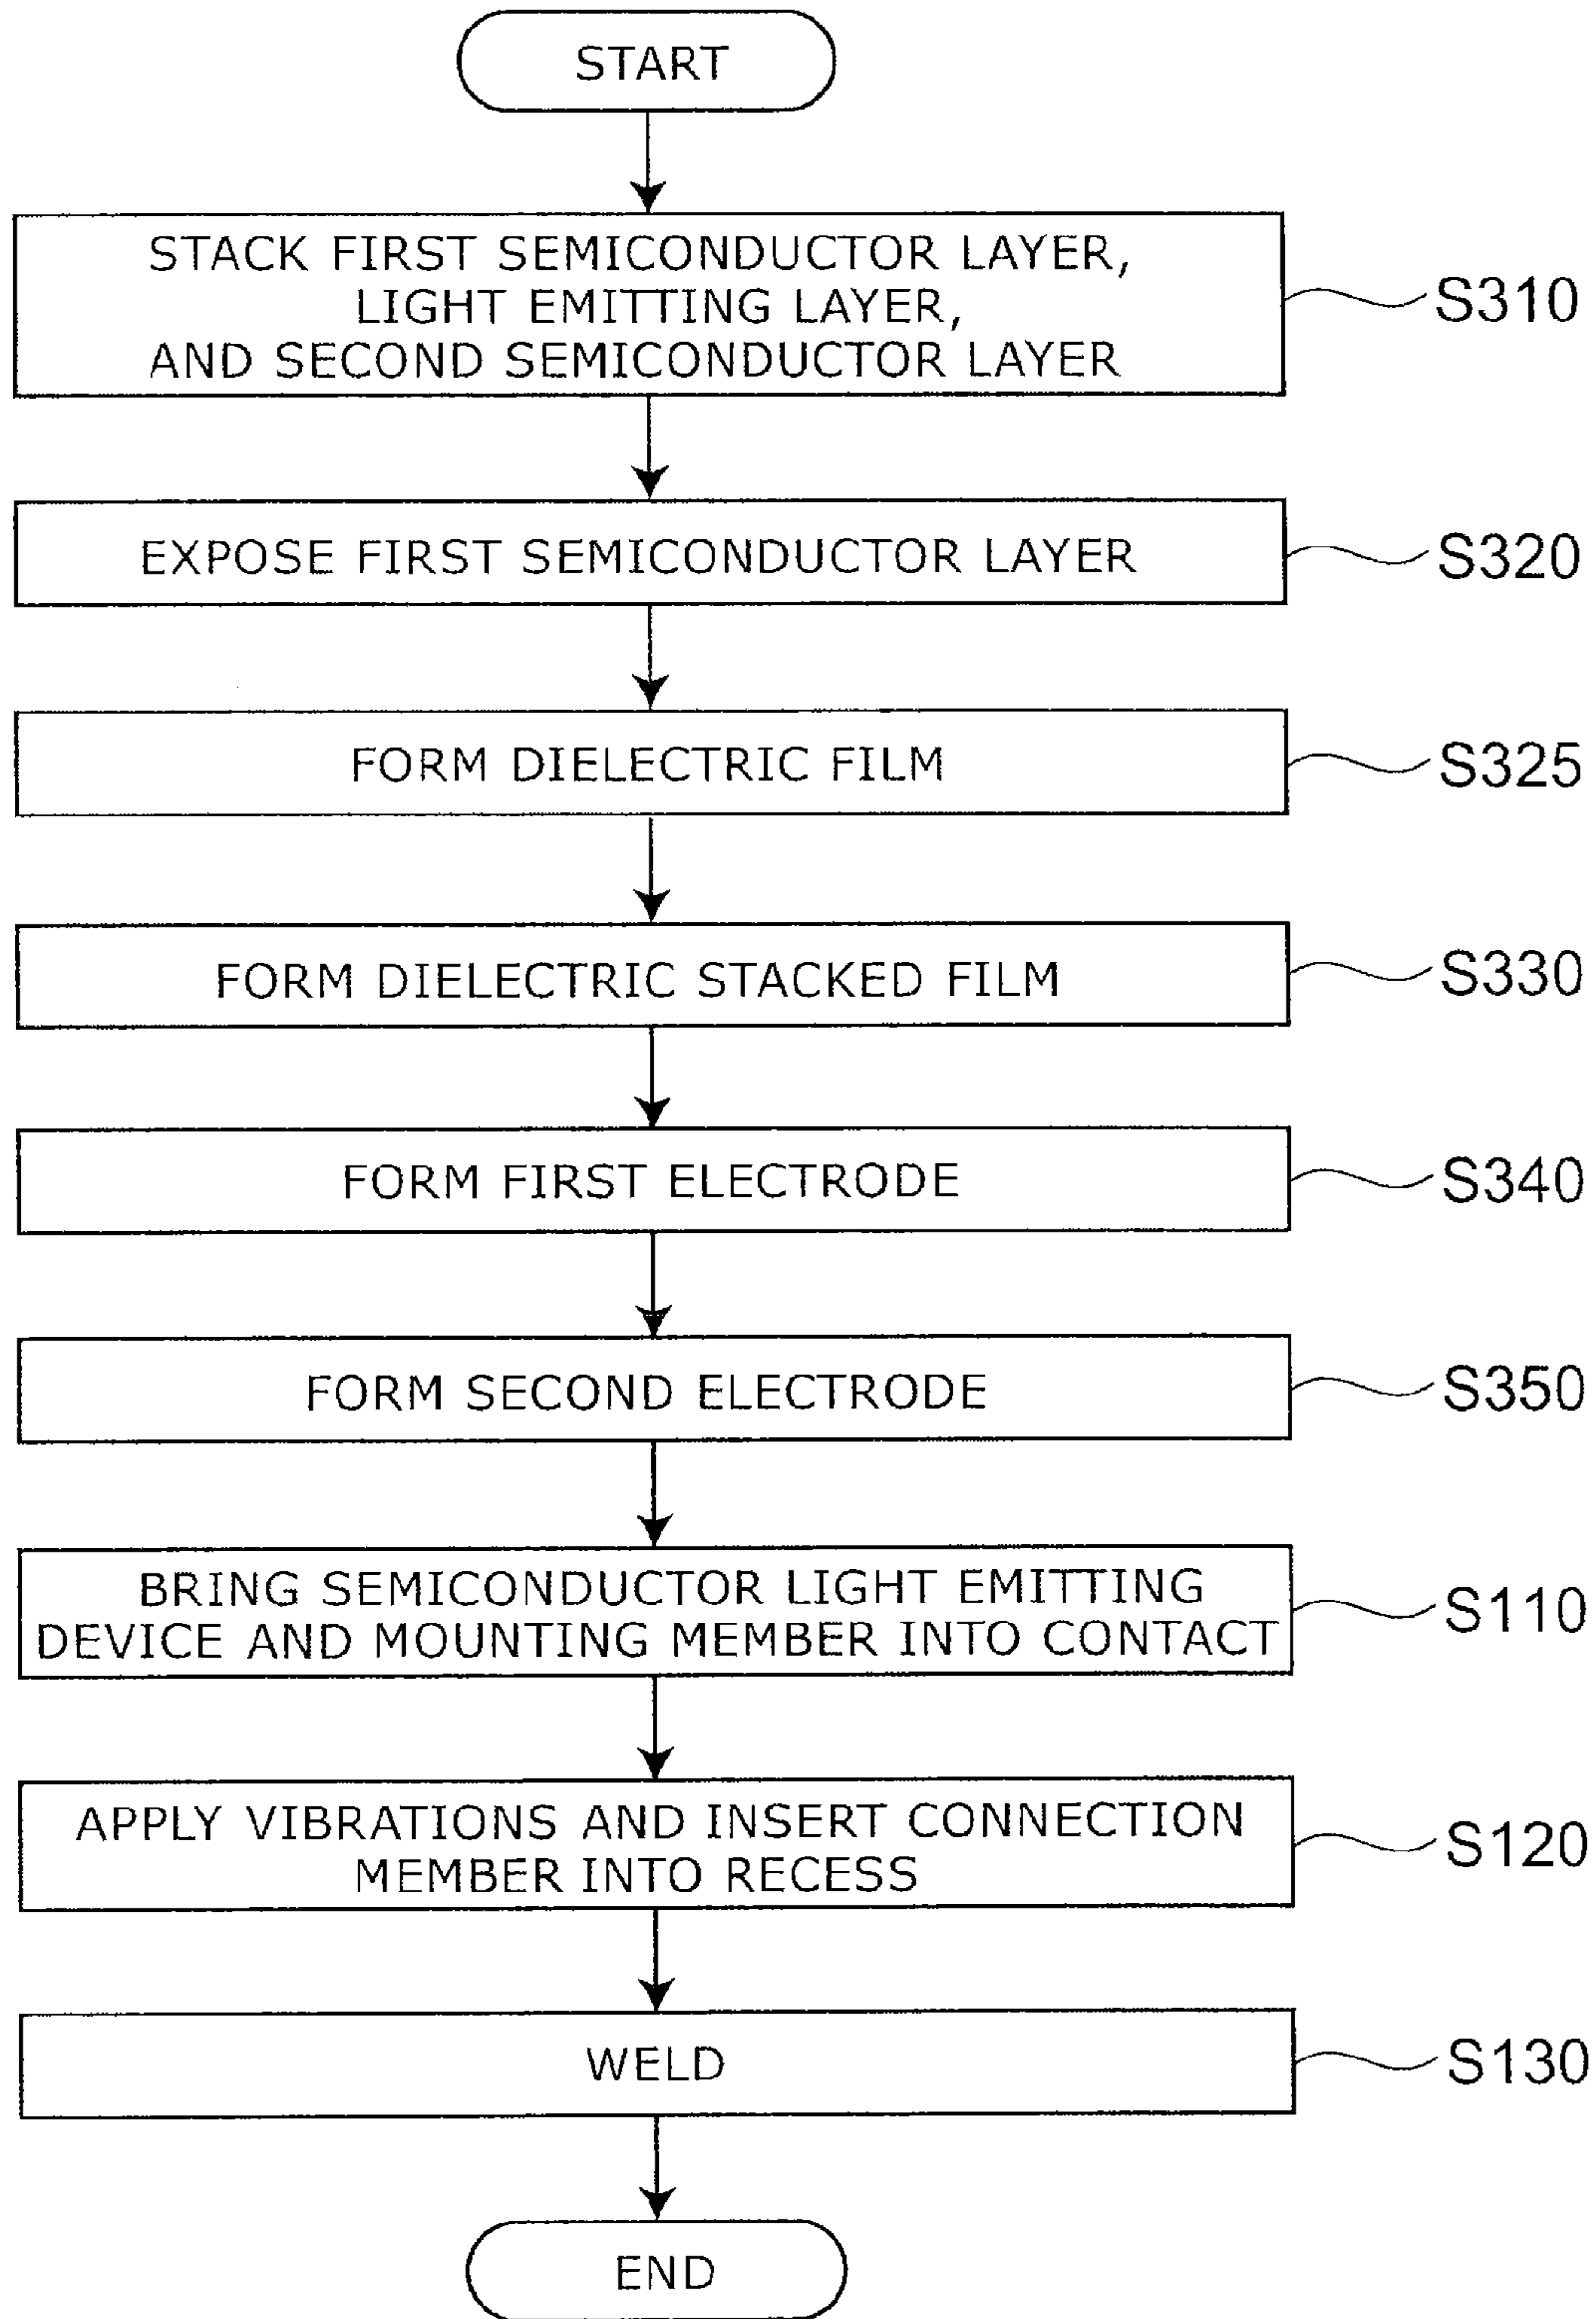 START
STACK FIRST SEMICONDUCTOR LAYER,
LIGHT EMITTING LAYER,
AND SECOND SEMICONDUCTOR LAYER
S310
EXPOSE FIRST SEMICONDUCTOR LAYER
S320
FORM DIELECTRIC FILM
S325
FORM DIELECTRIC STACKED FILM
S330
FORM FIRST ELECTRODE
S340
FORM SECOND ELECTRODE
S350
BRING SEMICONDUCTOR LIGHT EMITTING
DEVICE AND MOUNTING MEMBER INTO CONTACT
S110
APPLY VIBRATIONS AND INSERT CONNECTION
MEMBER INTO RECESS
S120
WELD
S130
END